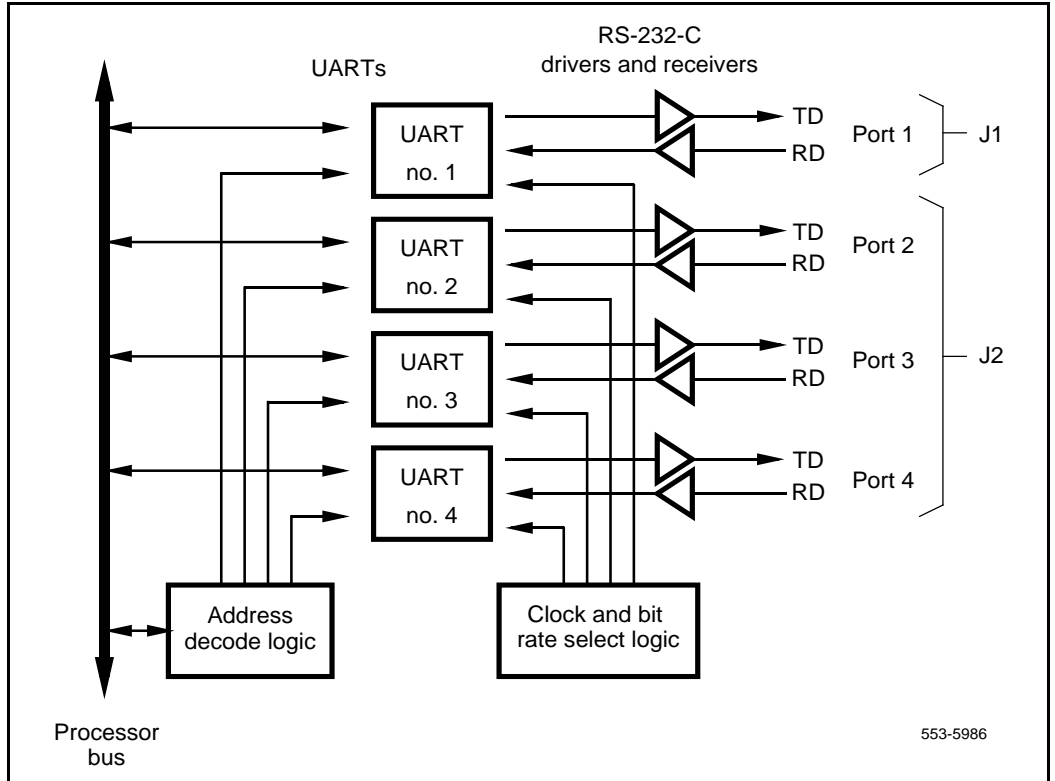 RS-232-C
drivers and receivers
UARTs
UART
no. 1
TD
RD
Port 1
J1
UART
no. 2
TD
RD
Port 2
UART
no. 3
TD
RD
Port 3
J2
UART
no. 4
TD
RD
Port 4
Address
decode logic
Clock and bit
rate select logic
Processor
bus
553-5986